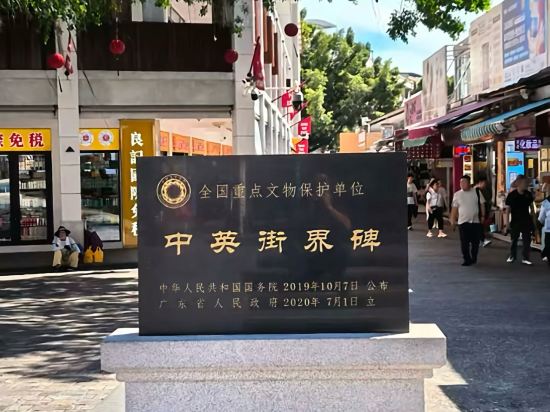 全国重点文物保护单位
中英街界碑
中华人民共和国国务院 2019年10月7日 公布
广东省人民政府 2020年 7月1日 立
免税